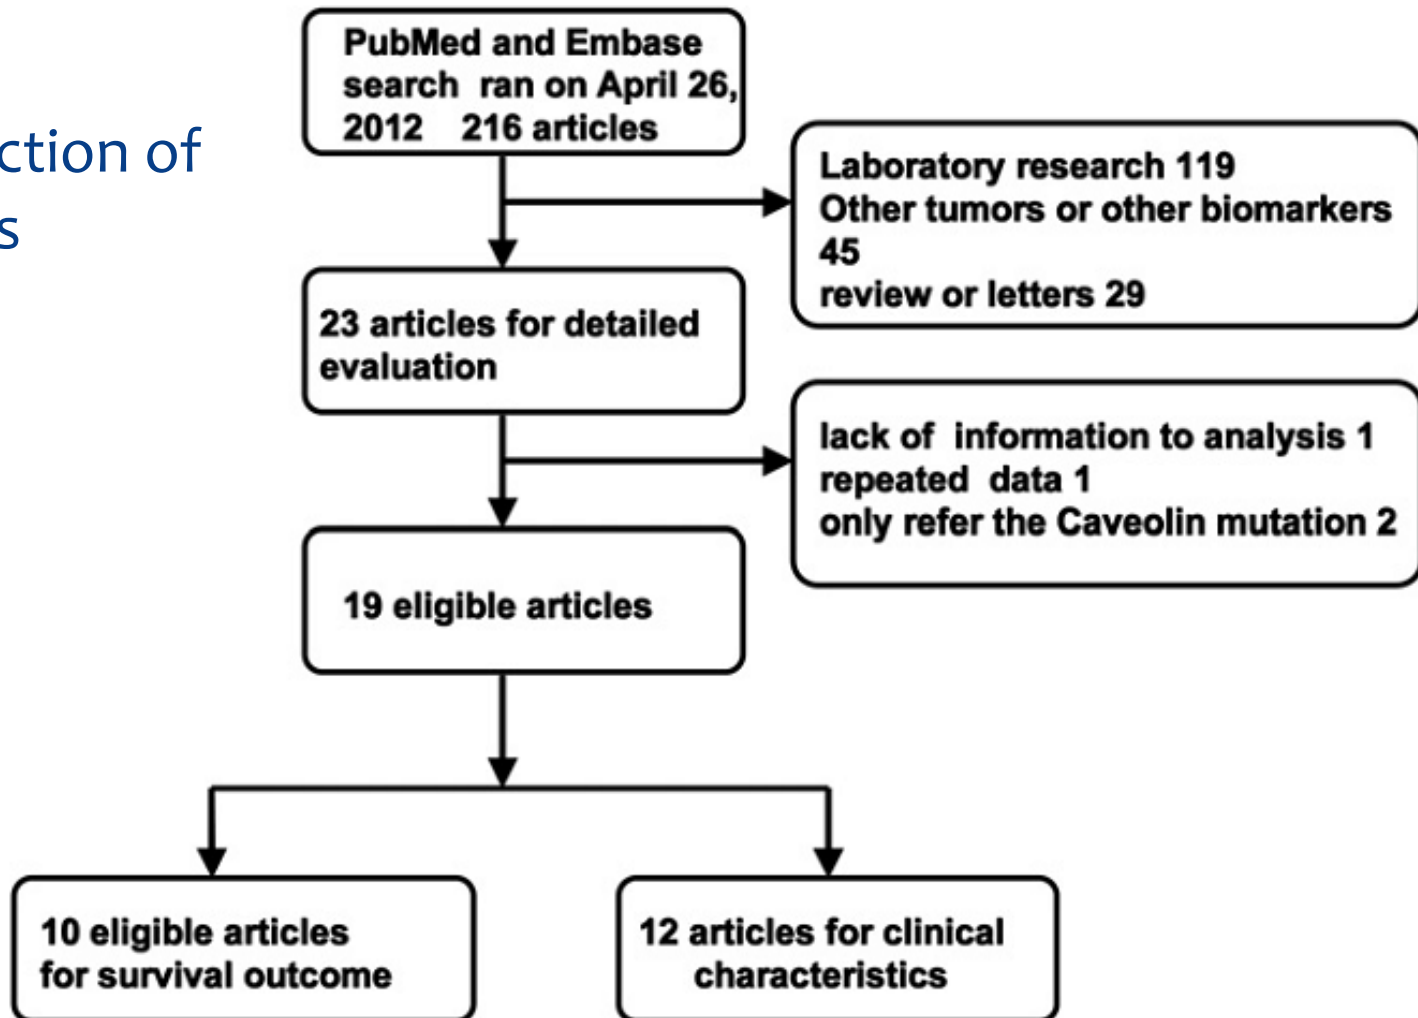 ction of
s
PubMed and Embase
search ran on April 26,
2012 216 articles
Laboratory research 119
Other tumors or other biomarkers
45
review or letters 29
23 articles for detailed
evaluation
lack of information to analysis 1
repeated data 1
only refer the Caveolin mutation 2
19 eligible articles
10 eligible articles
for survival outcome
12 articles for clinical
characteristics